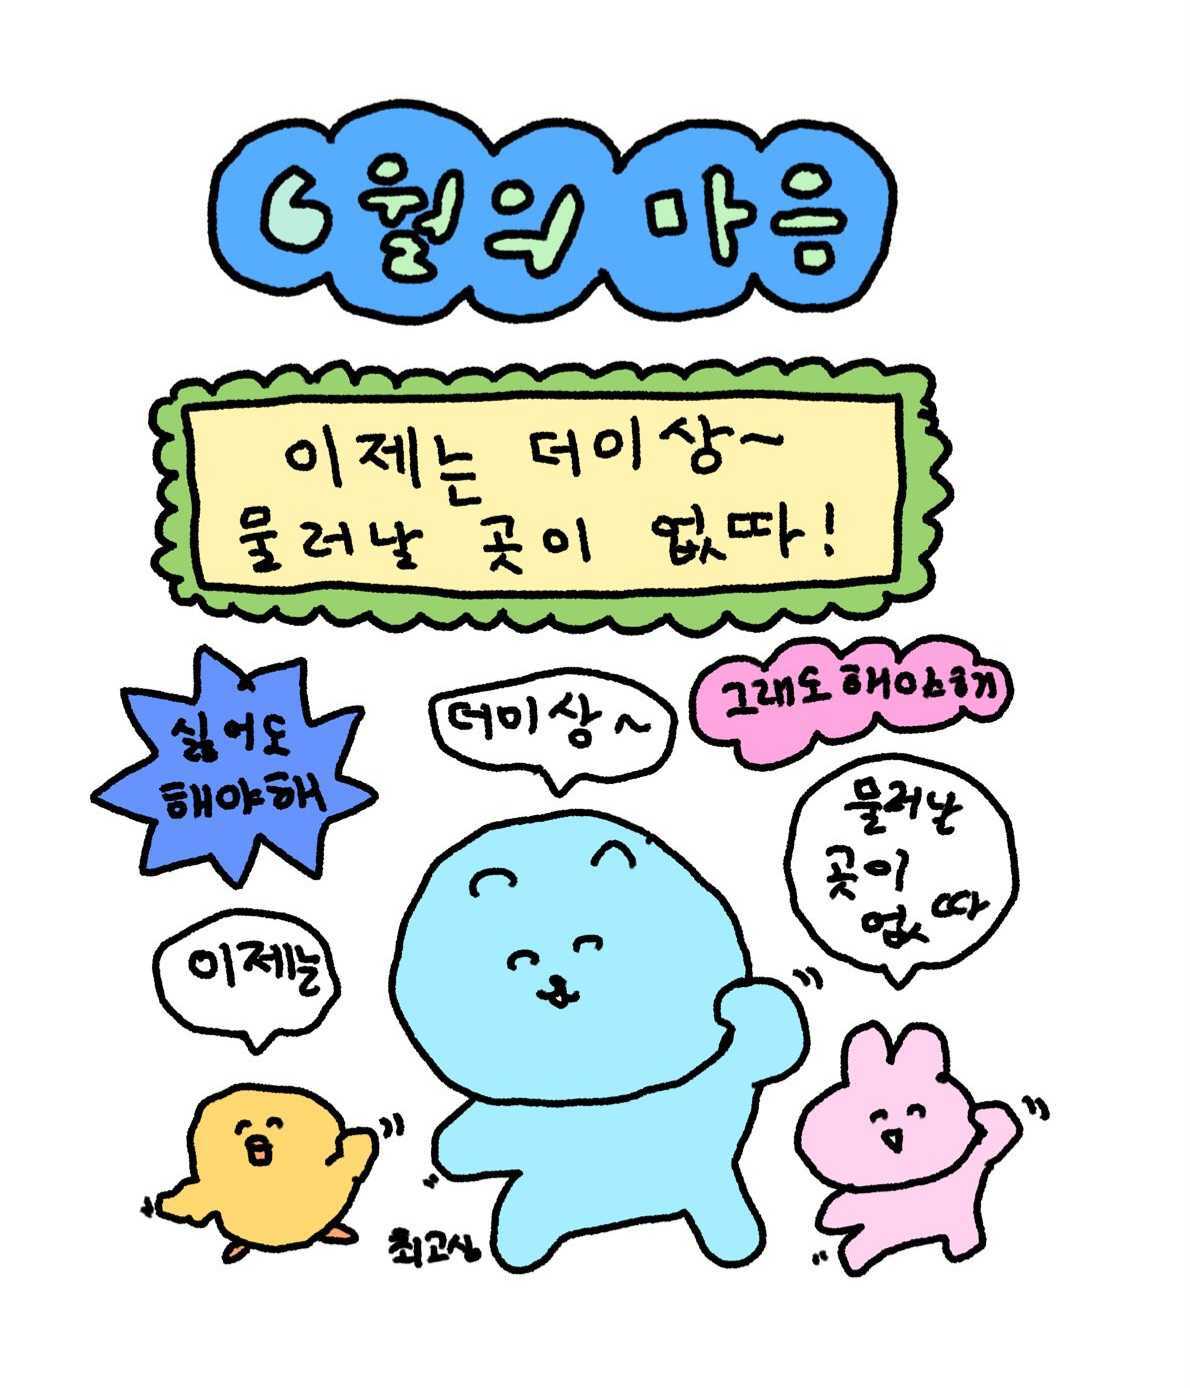 6월의 마음
이제는 더이상~
물러날 곳이 없따!
싫어도
해야해
더이상~
그래도 해야해
물러날
곳이
없따
이제는
최고심